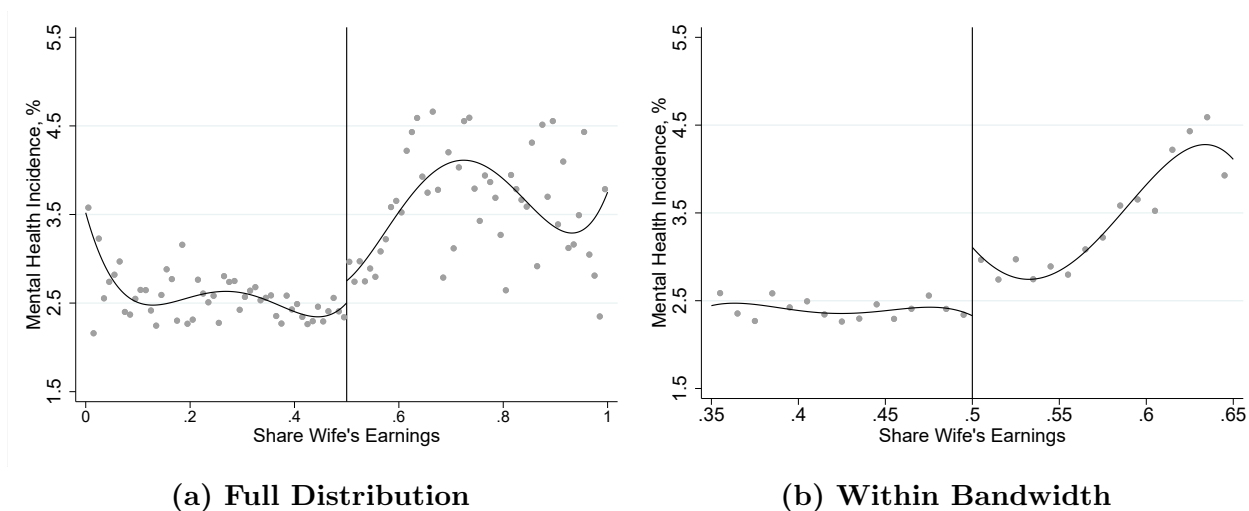 5.5
4.5
3.5
2.5
1.5
Mental Health Incidence, %
0 .2 .4 .6 .8 1
Share Wife's Earnings
(a) Full Distribution
5.5
4.5
3.5
2.5
1.5
Mental Health Incidence, %
.35 .4 .45 .5 .55 .6 .65
Share Wife's Earnings
(b) Within Bandwidth